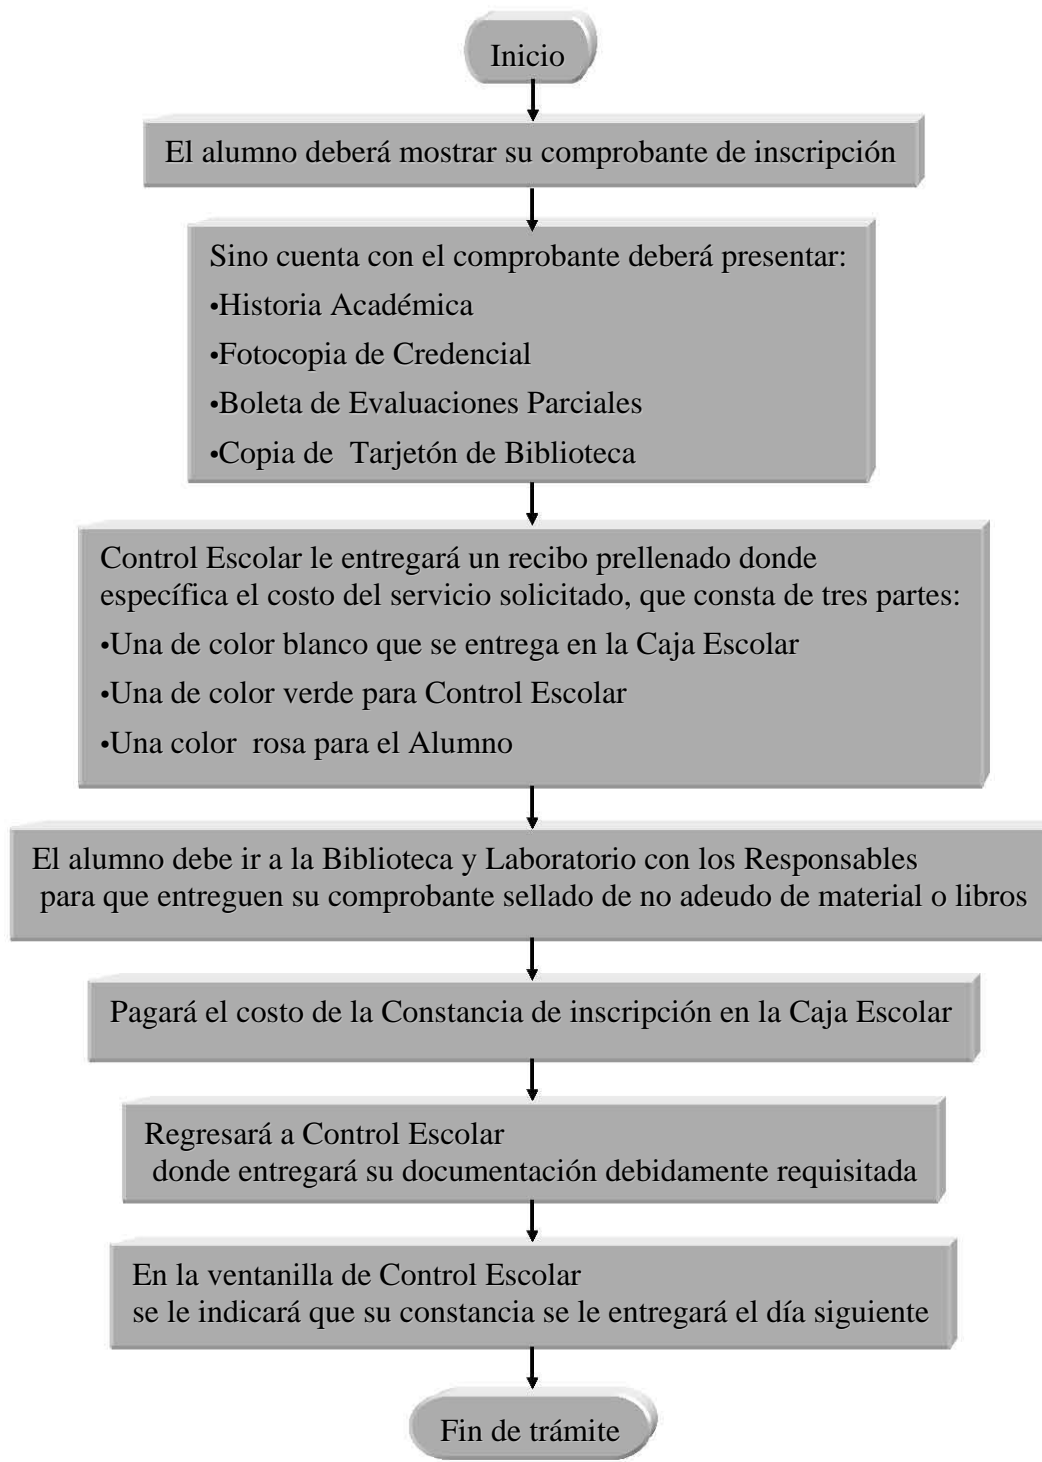 Inicio
El alumno deberá mostrar su comprobante de inscripción
Sino cuenta con el comprobante deberá presentar:
•Historia Académica
•Fotocopia de Credencial
•Boleta de Evaluaciones Parciales
•Copia de  Tarjetón de Biblioteca
Control Escolar le entregará un recibo prellenado donde
específica el costo del servicio solicitado, que consta de tres partes:
•Una de color blanco que se entrega en la Caja Escolar
•Una de color verde para Control Escolar
•Una color  rosa para el Alumno
El alumno debe ir a la Biblioteca y Laboratorio con los Responsables
para que entreguen su comprobante sellado de no adeudo de material o libros
Pagará el costo de la Constancia de inscripción en la Caja Escolar
Regresará a Control Escolar
donde entregará su documentación debidamente requisitada
En la ventanilla de Control Escolar
se le indicará que su constancia se le entregará el día siguiente
Fin de trámite